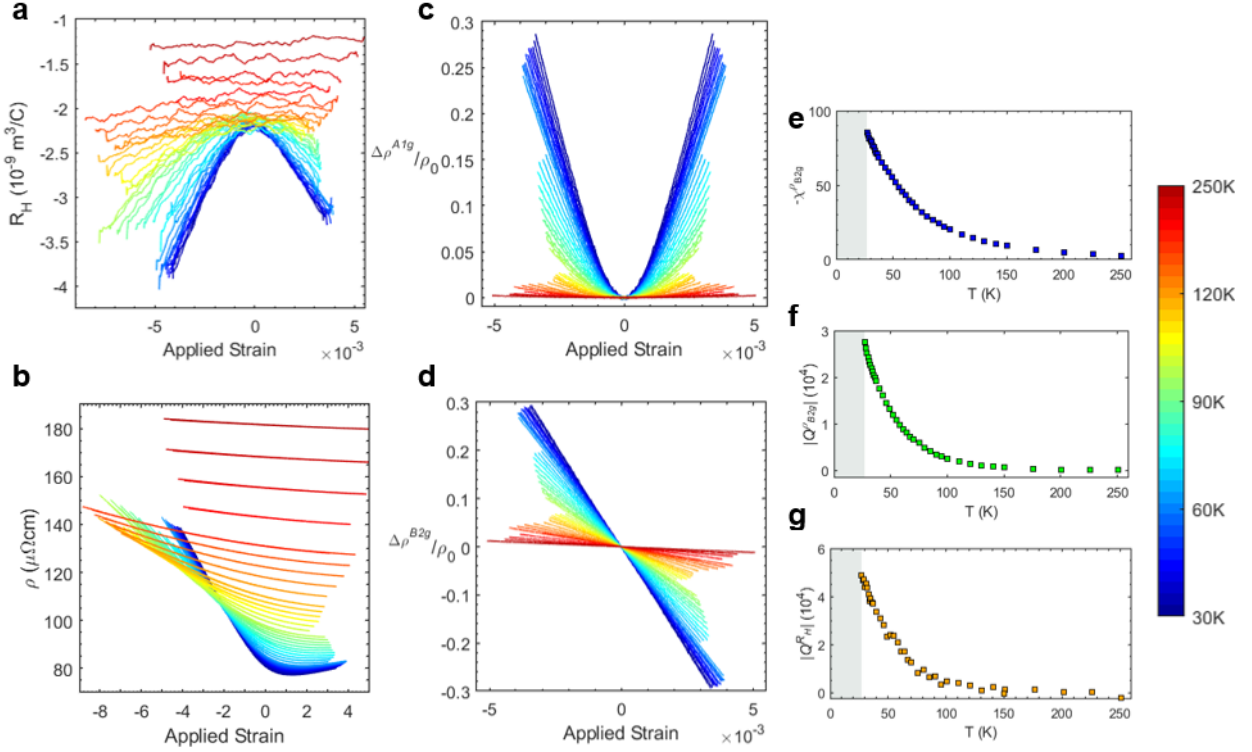 a
-1
-1.5
-2
-2.5
-3
-3.5
-4
R_H (10^-9 m^3/C)
-5
0
5
Applied Strain
×10^-3
b
180
160
140
120
100
80
ρ (μΩcm)
-8
-6
-4
-2
0
2
4
Applied Strain
×10^-3
c
0.3
0.25
0.2
0.15
0.1
0.05
0
Δρ^A1g/ρ_0
-5
0
5
Applied Strain
×10^-3
d
0.3
0.2
0.1
0
-0.1
-0.2
-0.3
Δρ^B2g/ρ_0
-5
0
5
Applied Strain
×10^-3
e
100
50
0
-χ^ρ_B2g
0
50
100
150
200
250
T (K)
f
3
2
1
0
|Q^ρ_B2g| (10^4)
0
50
100
150
200
250
T (K)
g
6
4
2
0
|Q^R_H| (10^4)
0
50
100
150
200
250
T (K)
250K
120K
90K
60K
30K